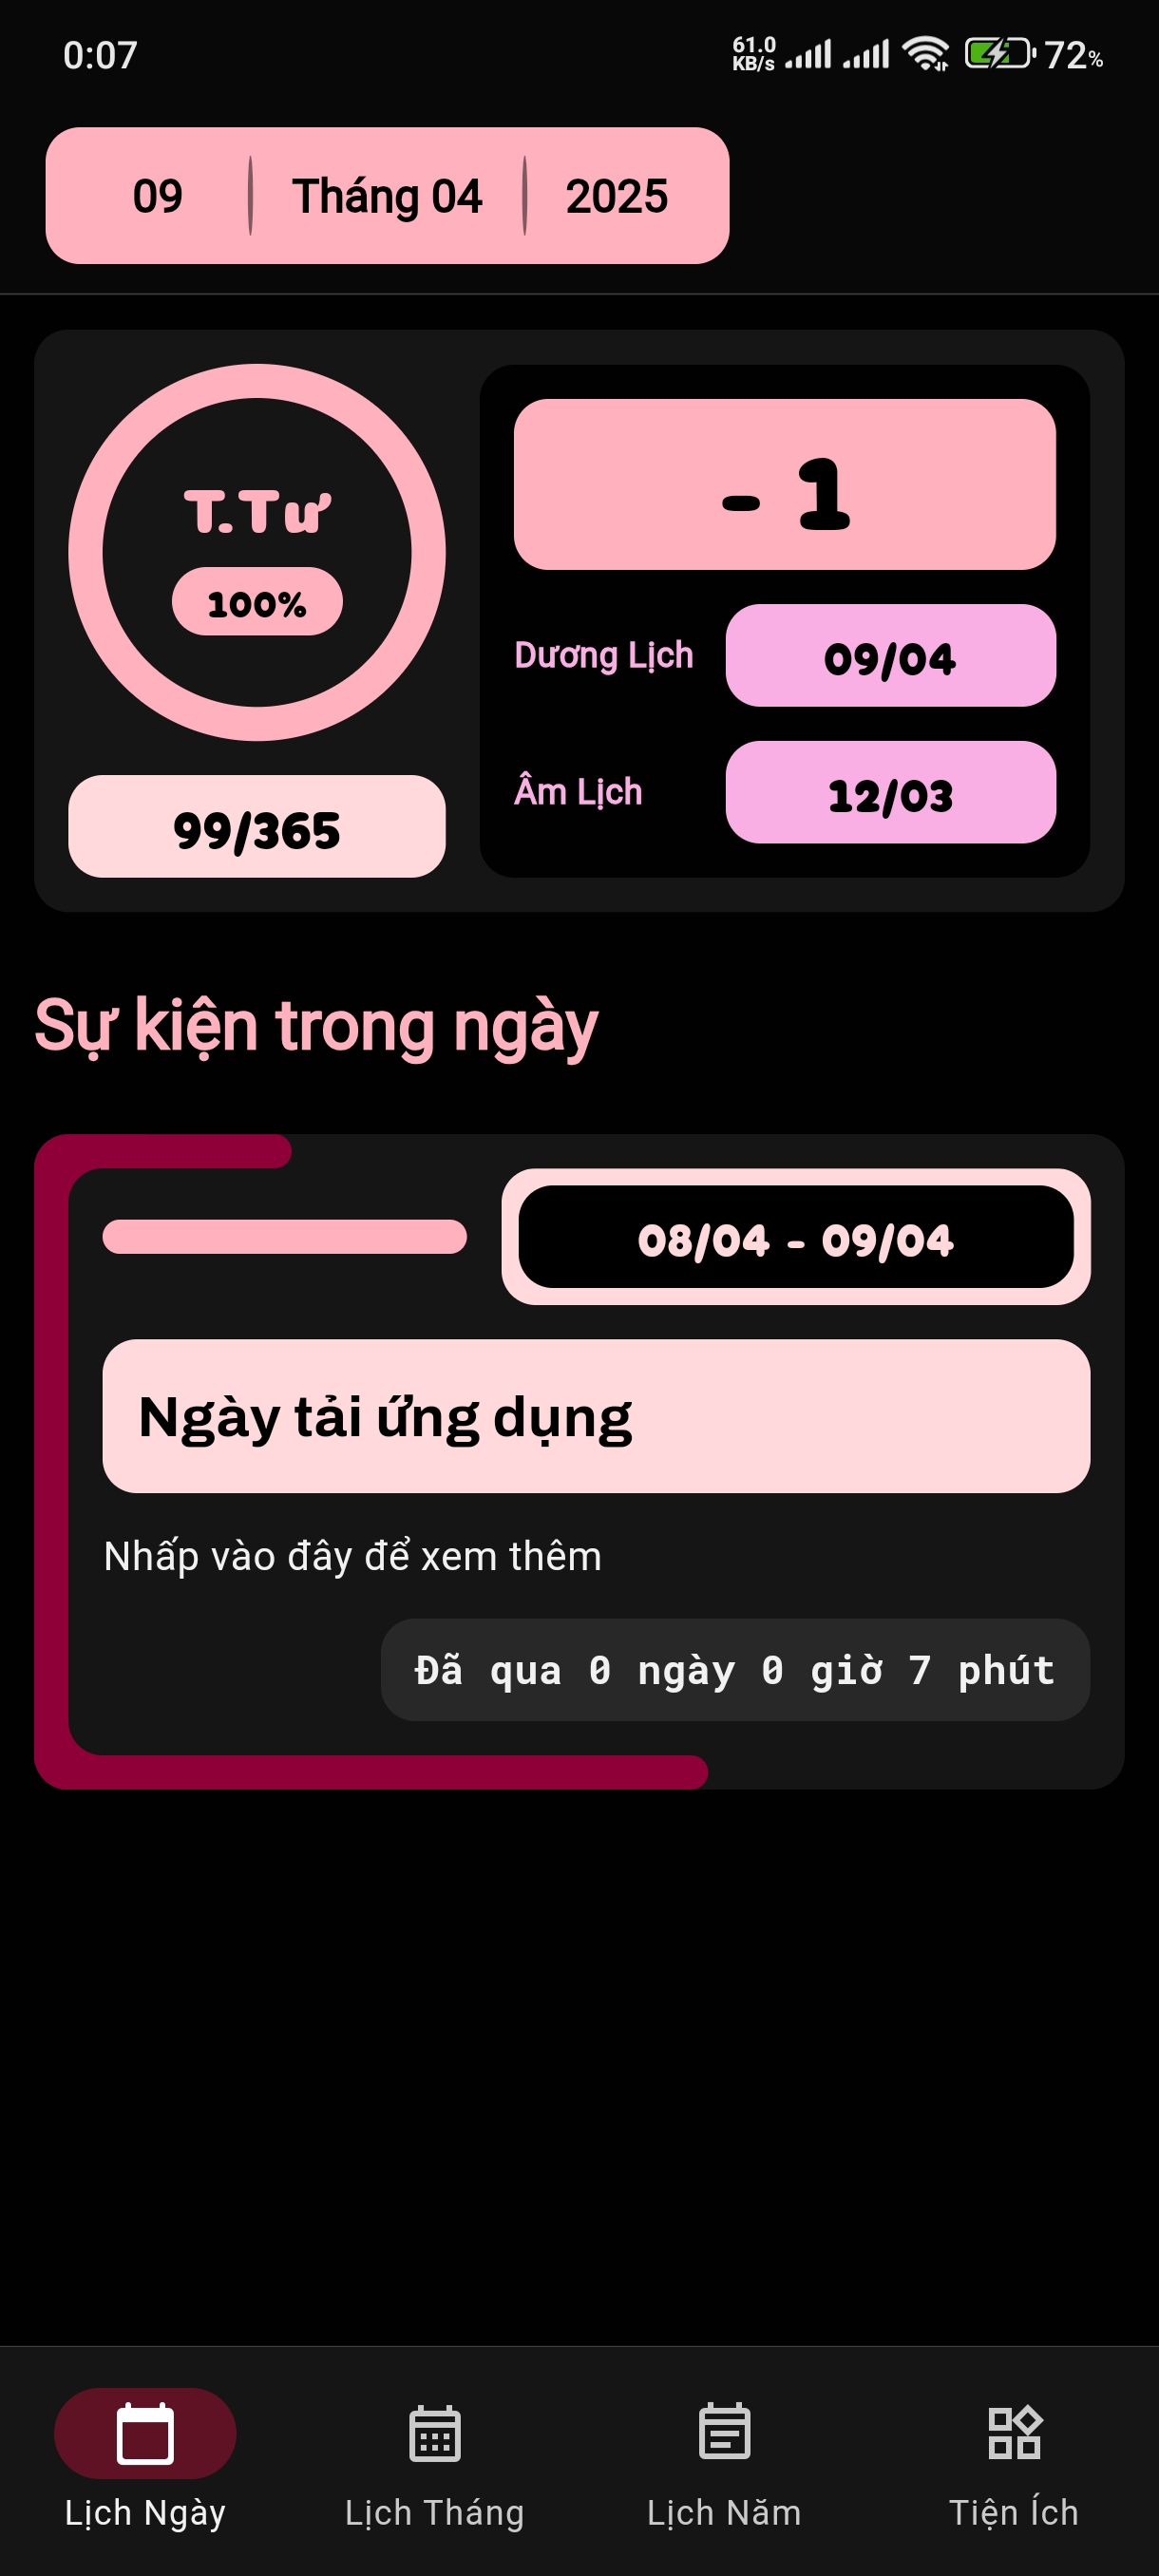 0:07
61.0
KB/s
72%
09
Tháng 04
2025
T.Tư
100%
99/365
- 1
Dương Lịch
09/04
Âm Lịch
12/03
Sự kiện trong ngày
08/04 - 09/04
Ngày tải ứng dụng
Nhấp vào đây để xem thêm
Đã qua 0 ngày 0 giờ 7 phút
Lịch Ngày
Lịch Tháng
Lịch Năm
Tiện Ích